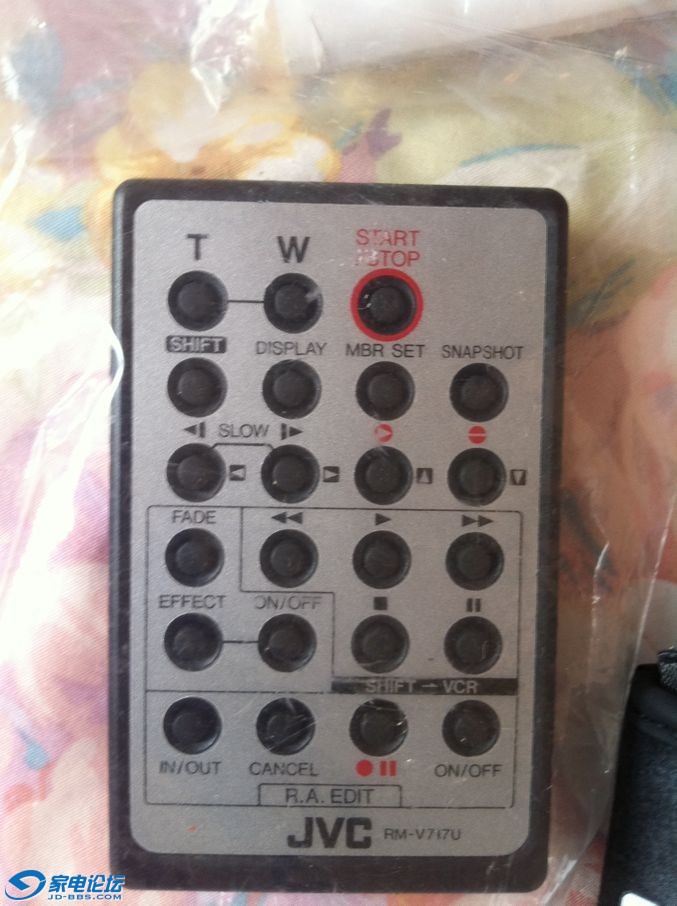 T W START
/STOP
SHIFT DISPLAY MBR SET SNAPSHOT
SLOW
FADE
EFFECT ON/OFF
SHIFT → VCR
IN/OUT CANCEL ON/OFF
R.A. EDIT
JVC RM-V717U
家电论坛
JD-BBS.COM